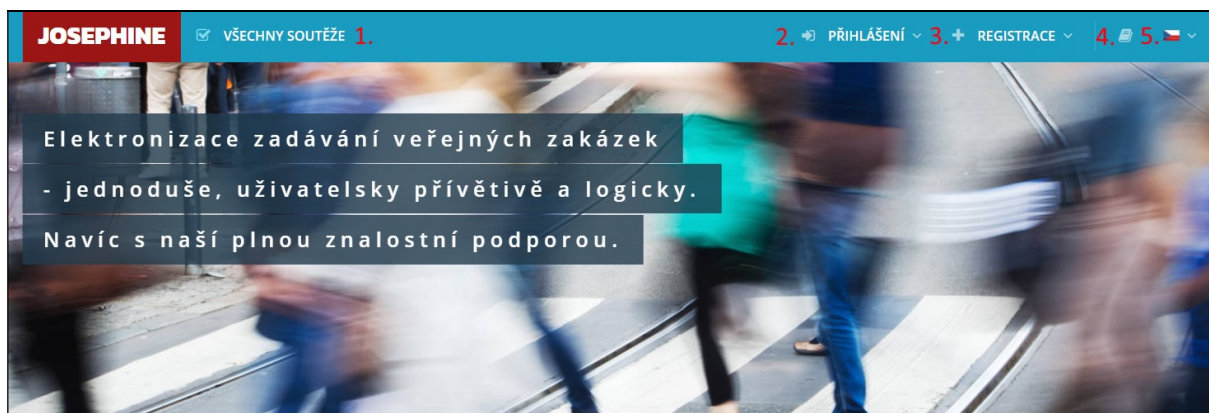 JOSEPHINE VŠECHNY SOUTĚŽE 1. 2. PŘIHLÁŠENÍ 3. REGISTRACE 4. 5.
Elektronizace zadávání veřejných zakázek
- jednoduše, uživatelsky přívětivě a logicky.
Navíc s naší plnou znalostní podporou.